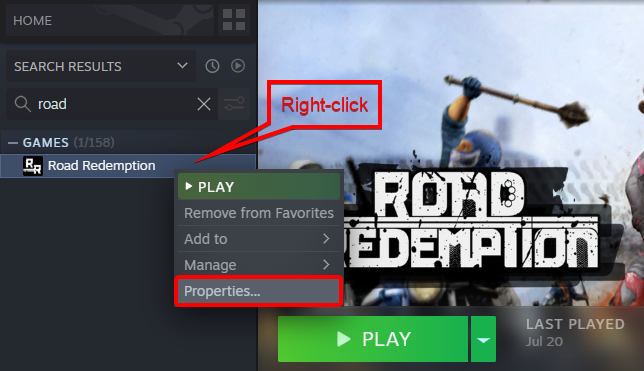 HOME
SEARCH RESULTS
road
GAMES (1/158)
RR Road Redemption
Right-click
PLAY
Remove from Favorites
Add to
Manage
Properties...
ROAD
REDEMPTION
PLAY
LAST PLAYED
Jul 20